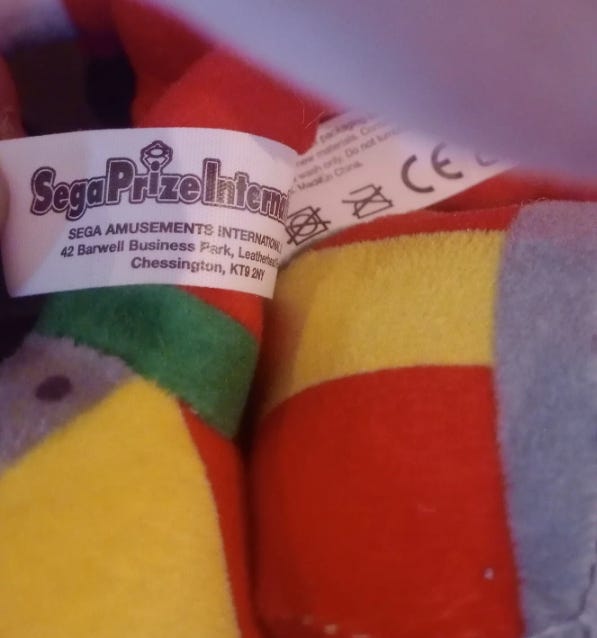 SegaPrizeIntern
SEGA AMUSEMENTS INTERNATIONAL
42 Barwell Business Park, Leatherhead
Chessington, KT9 2NY
packaging
new materials.
wash only. Do not
Made in China.
CE